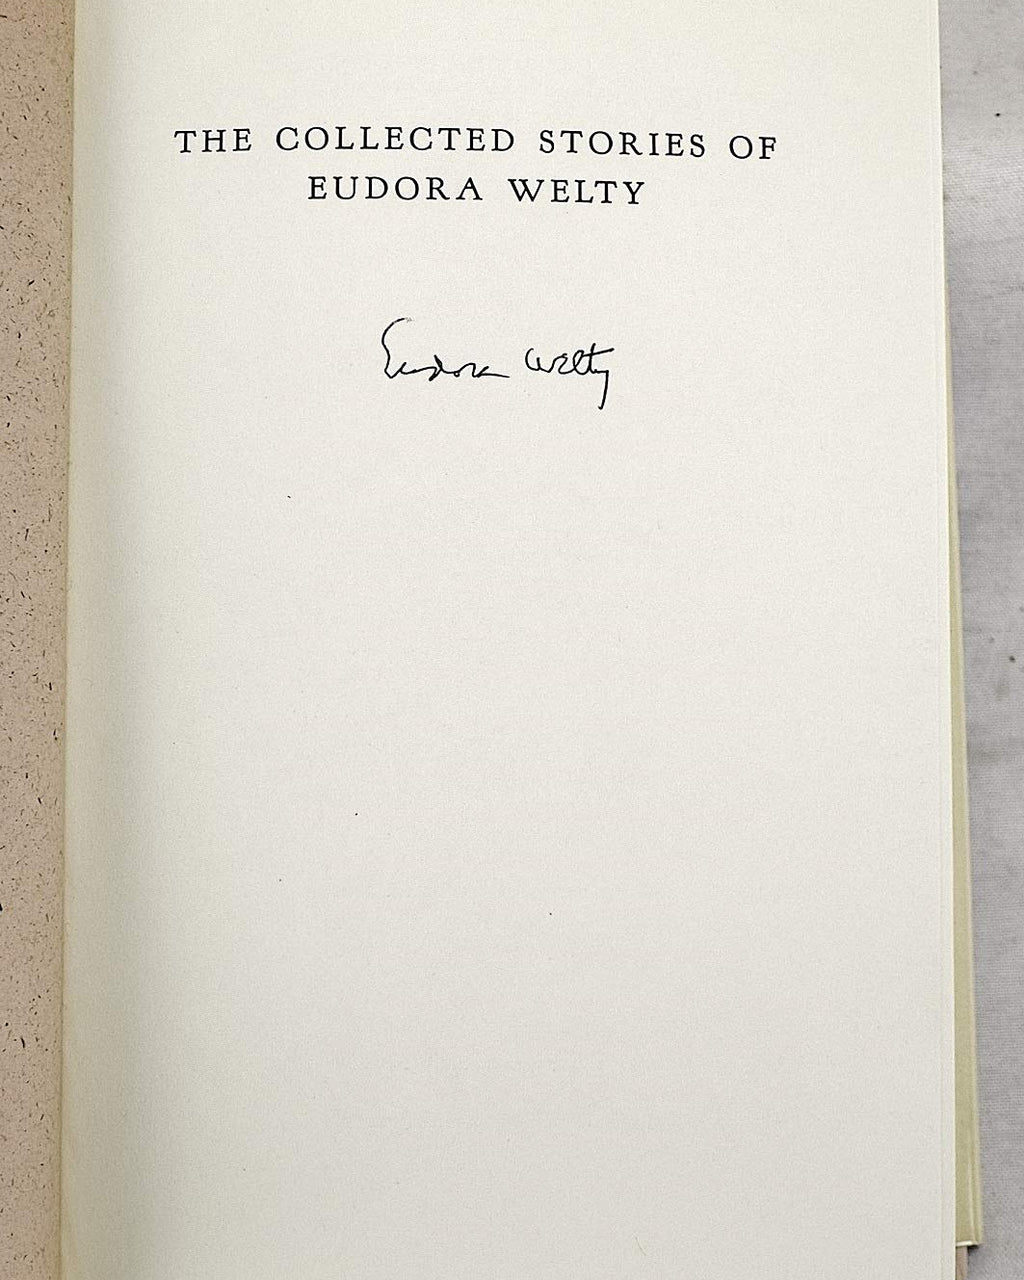 THE COLLECTED STORIES OF
EUDORA WELTY
Eudora Welty